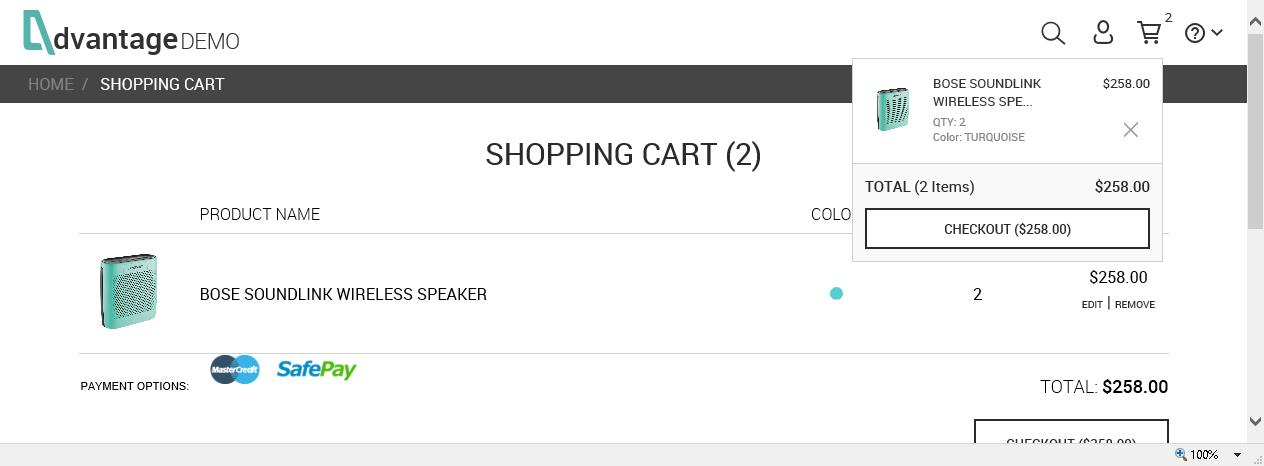 dvantage DEMO
2
HOME / SHOPPING CART
BOSE SOUNDLINK
WIRELESS SPE...
$258.00
QTY: 2
Color: TURQUOISE
TOTAL (2 Items) $258.00
CHECKOUT ($258.00)
SHOPPING CART (2)
PRODUCT NAME COLO
BOSE SOUNDLINK WIRELESS SPEAKER 2 $258.00
EDIT | REMOVE
PAYMENT OPTIONS: MasterCredit SafePay
TOTAL: $258.00
CHECKOUT ($258.00)
100%